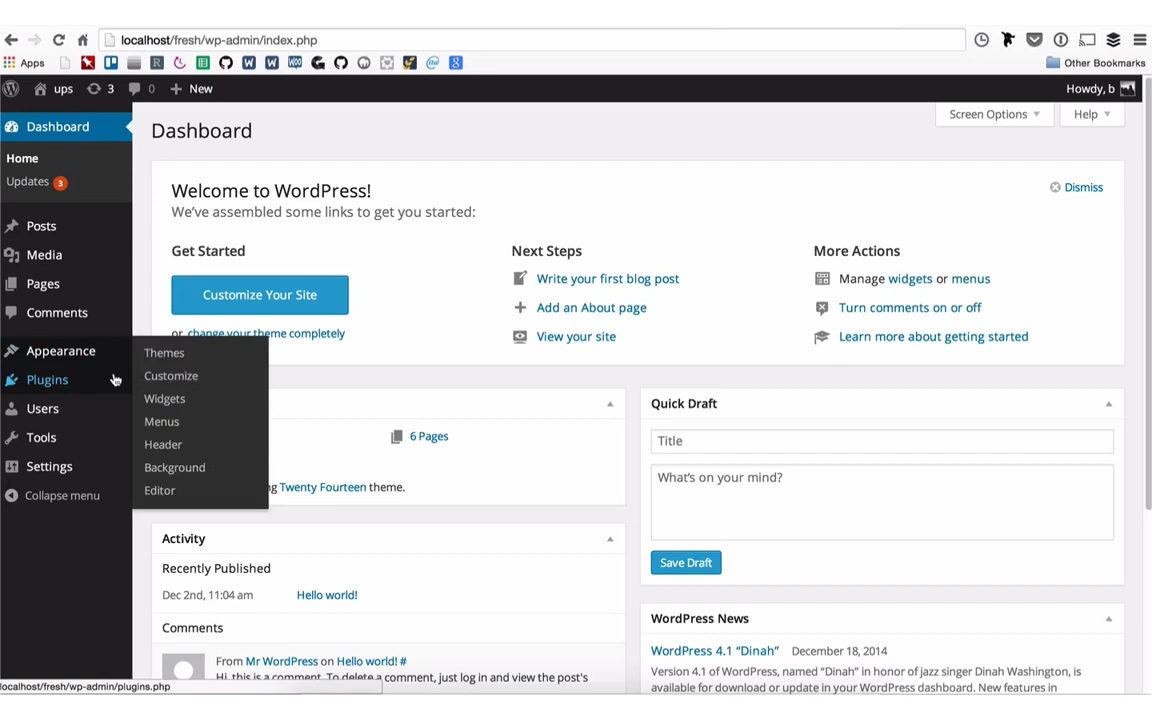 localhost/fresh/wp-admin/index.php
Apps
Other Bookmarks
ups 3 0 New
Howdy, b
Dashboard
Home
Updates 3
Posts
Media
Pages
Comments
Appearance
Plugins
Users
Tools
Settings
Collapse menu
Themes
Customize
Widgets
Menus
Header
Background
Editor
Dashboard
Screen Options
Help
Welcome to WordPress!
We've assembled some links to get you started:
Dismiss
Get Started
Customize Your Site
or change your theme completely
Next Steps
Write your first blog post
Add an About page
View your site
More Actions
Manage widgets or menus
Turn comments on or off
Learn more about getting started
6 Pages
Twenty Fourteen theme.
Activity
Recently Published
Dec 2nd, 11:04 am Hello world!
Comments
From Mr WordPress on Hello world! #
Hi, this is a comment. To delete a comment, just log in and view the post's
Quick Draft
Title
What's on your mind?
Save Draft
WordPress News
WordPress 4.1 "Dinah" December 18, 2014
Version 4.1 of WordPress, named "Dinah" in honor of jazz singer Dinah Washington, is
available for download or update in your WordPress dashboard. New features in
localhost/fresh/wp-admin/plugins.php